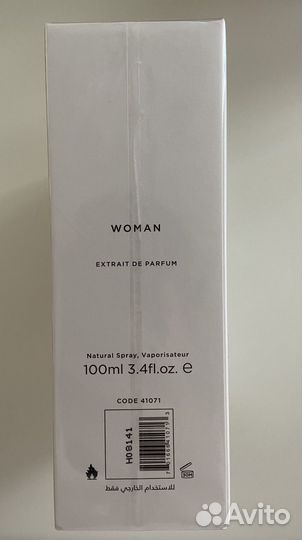 WOMAN
EXTRAIT DE PARFUM
Natural Spray, Vaporisateur
100ml 3.4fl.oz. e
CODE 41071
H08141
للاستخدام الخارجي فقط
Avito